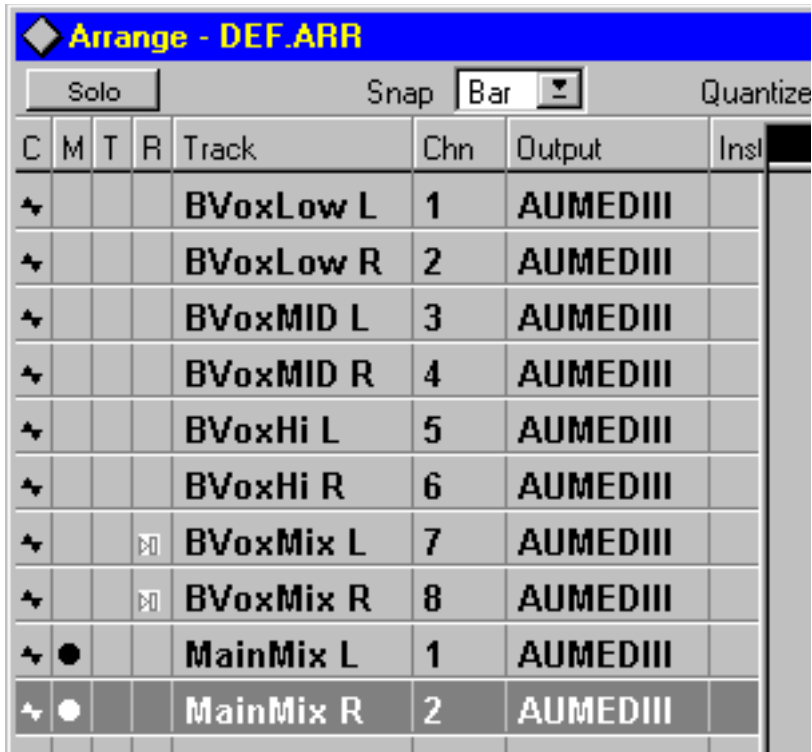 Arrange - DEF.ARR
Solo Snap Bar Quantize
C M T R Track Chn Output Inst
BVoxLow L 1 AUMEDIII
BVoxLow R 2 AUMEDIII
BVoxMID L 3 AUMEDIII
BVoxMID R 4 AUMEDIII
BVoxHi L 5 AUMEDIII
BVoxHi R 6 AUMEDIII
BVoxMix L 7 AUMEDIII
BVoxMix R 8 AUMEDIII
MainMix L 1 AUMEDIII
MainMix R 2 AUMEDIII